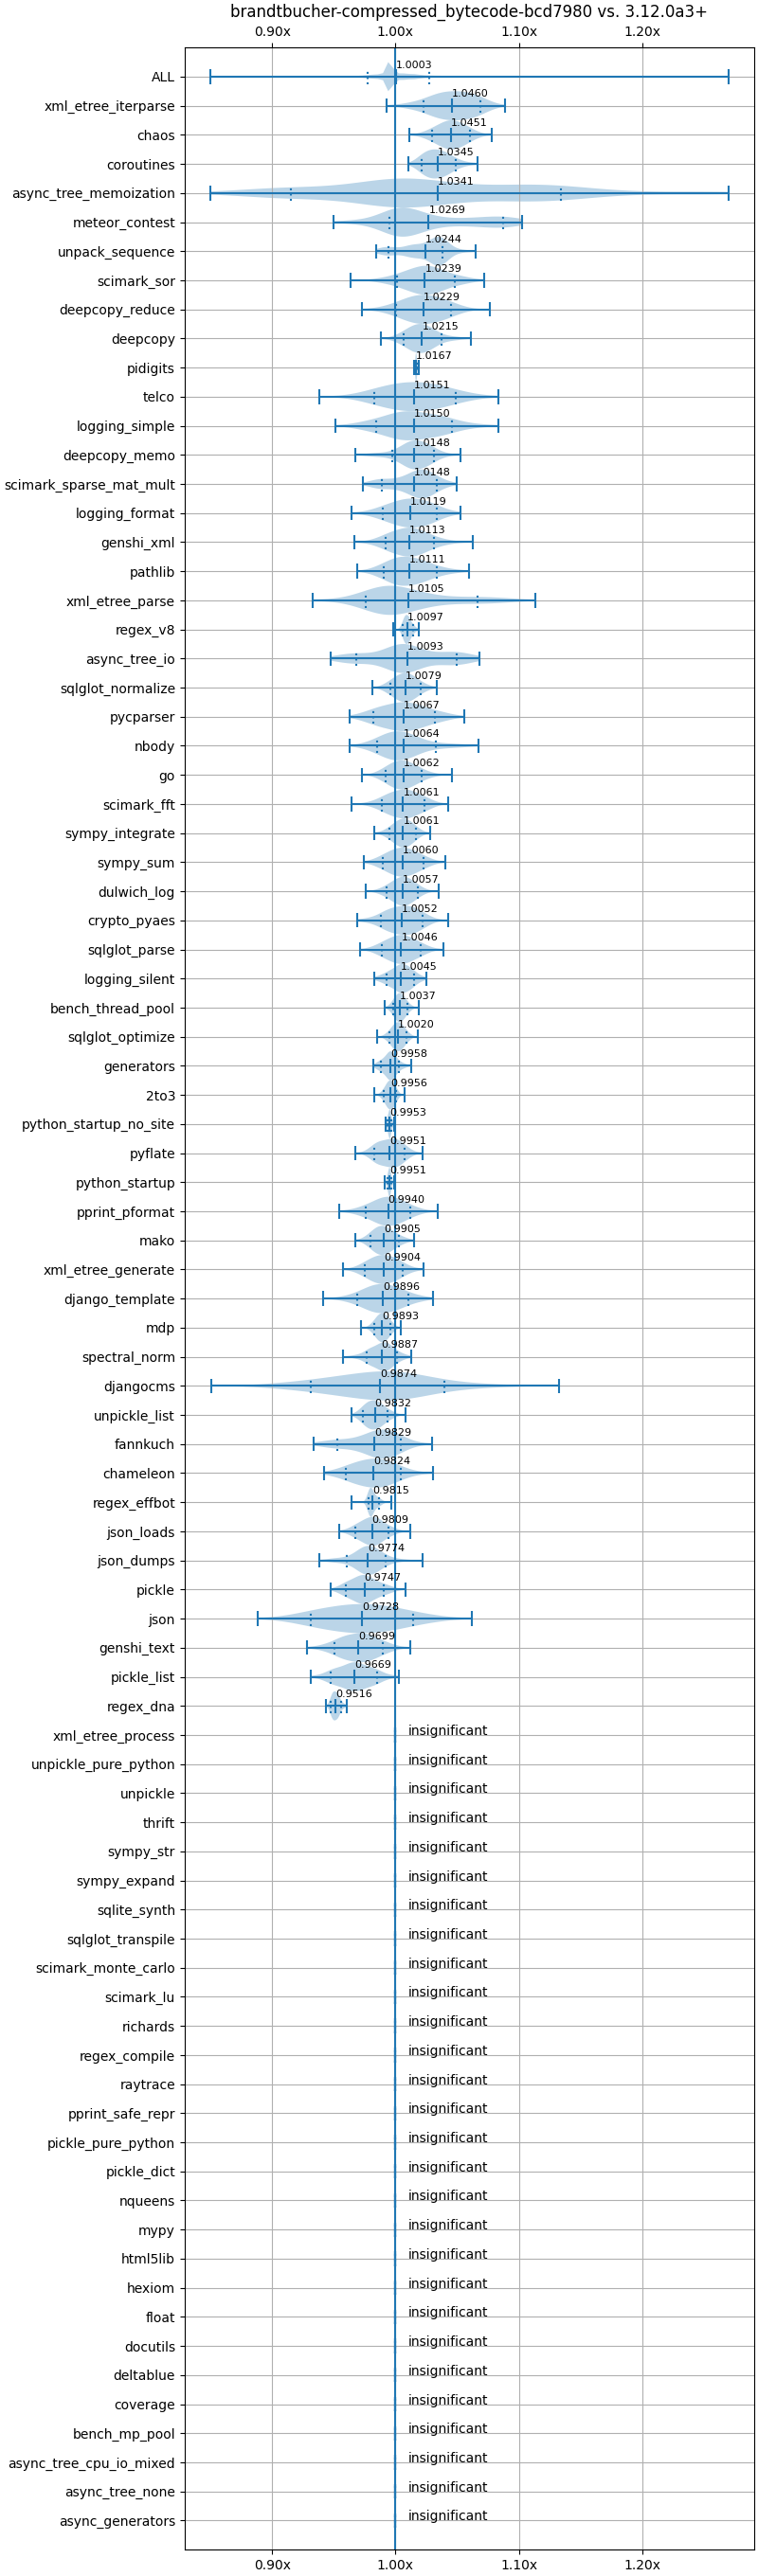 brandtbucher-compressed_bytecode-bcd7980 vs. 3.12.0a3+
0.90x 1.00x 1.10x 1.20x
ALL 1.0003
xml_etree_iterparse 1.0460
chaos 1.0451
coroutines 1.0345
async_tree_memoization 1.0341
meteor_contest 1.0269
unpack_sequence 1.0244
scimark_sor 1.0239
deepcopy_reduce 1.0229
deepcopy 1.0215
pidigits 1.0167
telco 1.0151
logging_simple 1.0150
deepcopy_memo 1.0148
scimark_sparse_mat_mult 1.0148
logging_format 1.0119
genshi_xml 1.0113
pathlib 1.0111
xml_etree_parse 1.0105
regex_v8 1.0097
async_tree_io 1.0093
sqlglot_normalize 1.0079
pycparser 1.0067
nbody 1.0064
go 1.0062
scimark_fft 1.0061
sympy_integrate 1.0061
sympy_sum 1.0060
dulwich_log 1.0057
crypto_pyaes 1.0052
sqlglot_parse 1.0046
logging_silent 1.0045
bench_thread_pool 1.0037
sqlglot_optimize 1.0020
generators 0.9958
2to3 0.9956
python_startup_no_site 0.9953
pyflate 0.9951
python_startup 0.9951
pprint_pformat 0.9940
mako 0.9905
xml_etree_generate 0.9904
django_template 0.9896
mdp 0.9893
spectral_norm 0.9887
djangocms 0.9874
unpickle_list 0.9832
fannkuch 0.9829
chameleon 0.9824
regex_effbot 0.9815
json_loads 0.9809
json_dumps 0.9774
pickle 0.9747
json 0.9728
genshi_text 0.9699
pickle_list 0.9669
regex_dna 0.9516
xml_etree_process insignificant
unpickle_pure_python insignificant
unpickle insignificant
thrift insignificant
sympy_str insignificant
sympy_expand insignificant
sqlite_synth insignificant
sqlglot_transpile insignificant
scimark_monte_carlo insignificant
scimark_lu insignificant
richards insignificant
regex_compile insignificant
raytrace insignificant
pprint_safe_repr insignificant
pickle_pure_python insignificant
pickle_dict insignificant
nqueens insignificant
mypy insignificant
html5lib insignificant
hexiom insignificant
float insignificant
docutils insignificant
deltablue insignificant
coverage insignificant
bench_mp_pool insignificant
async_tree_cpu_io_mixed insignificant
async_tree_none insignificant
async_generators insignificant
0.90x 1.00x 1.10x 1.20x